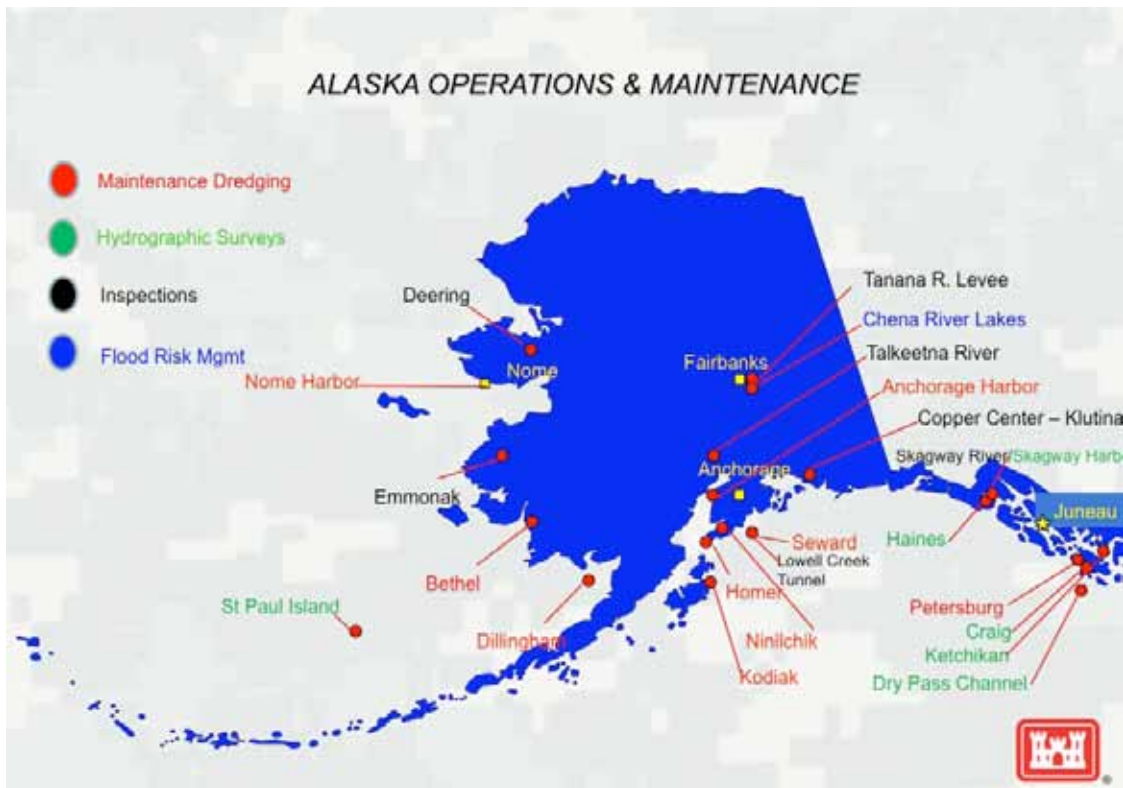 ALASKA OPERATIONS & MAINTENANCE
Maintenance Dredging
Hydrographic Surveys
Inspections
Flood Risk Mgmt
Deering
Nome
Nome Harbor
Emmonak
Bethel
St Paul Island
Dillingham
Fairbanks
Tanana R. Levee
Chena River Lakes
Talkeetna River
Anchorage Harbor
Copper Center – Klutina
Skagway River/Skagway Harbo
Anchorage
Juneau
Haines
Seward
Lowell Creek
Tunnel
Homer
Ninilchik
Kodiak
Petersburg
Craig
Ketchikan
Dry Pass Channel
®